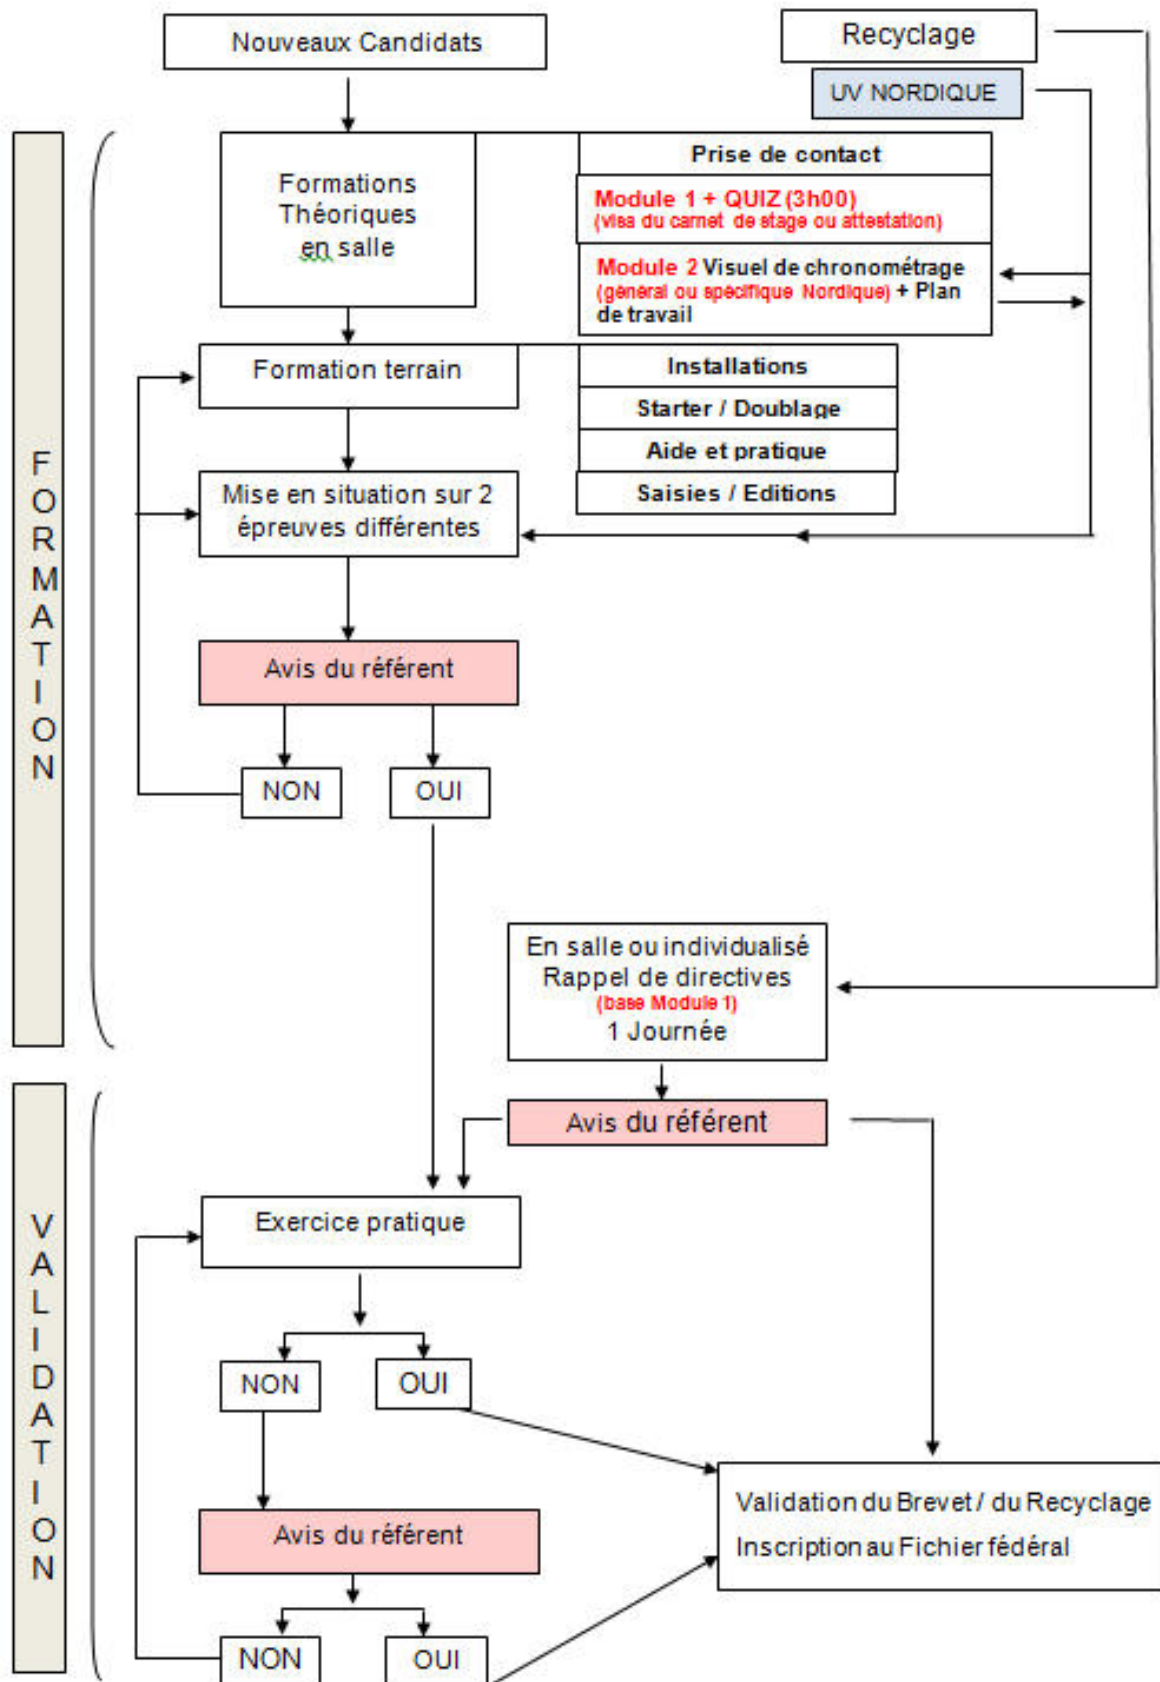 Nouveaux Candidats
Recyclage
UV NORDIQUE
Formations
Théoriques
en salle
Prise de contact
Module 1 + QUIZ (3h00)
(visa du carnet de stage ou attestation)
Module 2 Visuel de chronométrage
(général ou spécifique Nordique) + Plan
de travail
Formation terrain
Installations
Starter / Doublage
Aide et pratique
Saisies / Editions
Mise en situation sur 2
épreuves différentes
Avis du référent
NON
OUI
FORMATION
En salle ou individualisé
Rappel de directives
(base Module 1)
1 Journée
Avis du référent
Exercice pratique
NON
OUI
VALIDATION
Validation du Brevet / du Recyclage
Inscription au Fichier fédéral
Avis du référent
NON
OUI